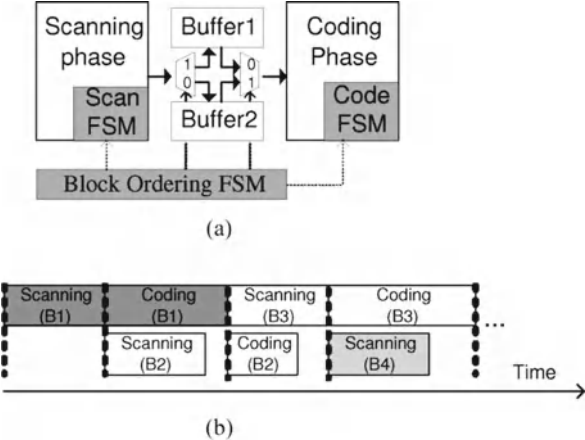 Scanning
phase
Scan
FSM
Buffer1
1
0
0
1
Buffer2
Coding
Phase
Code
FSM
Block Ordering FSM
(a)
Scanning
(B1)
Coding
(B1)
Scanning
(B3)
Coding
(B3)
...
Scanning
(B2)
Coding
(B2)
Scanning
(B4)
Time
(b)